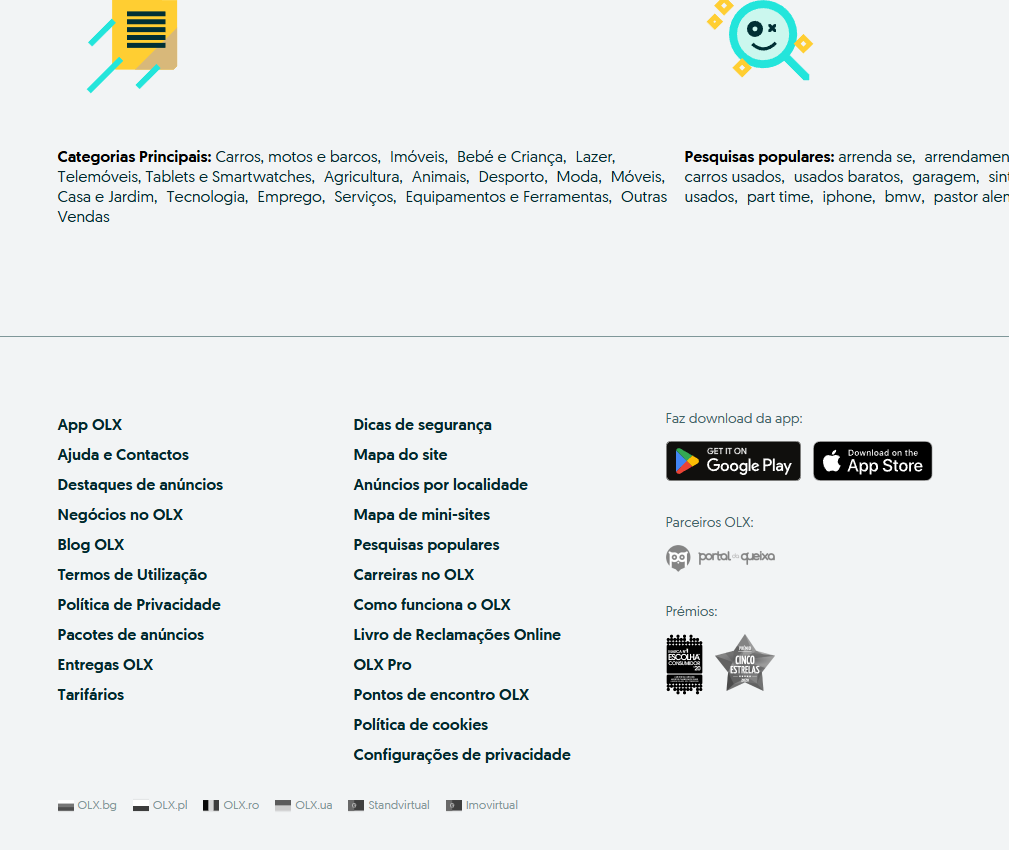 Categorias Principais: Carros, motos e barcos, Imóveis, Bebé e Criança, Lazer,
Telemóveis, Tablets e Smartwatches, Agricultura, Animais, Desporto, Moda, Móveis,
Casa e Jardim, Tecnologia, Emprego, Serviços, Equipamentos e Ferramentas, Outras
Vendas
Pesquisas populares: arrenda se,
carros usados, usados baratos, garagem,
usados, part time, iphone, bmw, pastor
App OLX
Ajuda e Contactos
Destaques de anúncios
Negócios no OLX
Blog OLX
Termos de Utilização
Política de Privacidade
Pacotes de anúncios
Entregas OLX
Tarifários
Dicas de segurança
Mapa do site
Anúncios por localidade
Mapa de mini-sites
Pesquisas populares
Carreiras no OLX
Como funciona o OLX
Livro de Reclamações Online
OLX Pro
Pontos de encontro OLX
Política de cookies
Configurações de privacidade
Faz download da app:
GET IT ON
Google Play
Download on the
App Store
Parceiros OLX:
portal da queixa
Prémios:
MARCA Nº1
ESCOLHA
CONSUMIDOR
'20
PRÉMIO
CINCO
ESTRELAS
2020
OLX.bg
OLX.pl
OLX.ro
OLX.ua
Standvirtual
Imovirtual